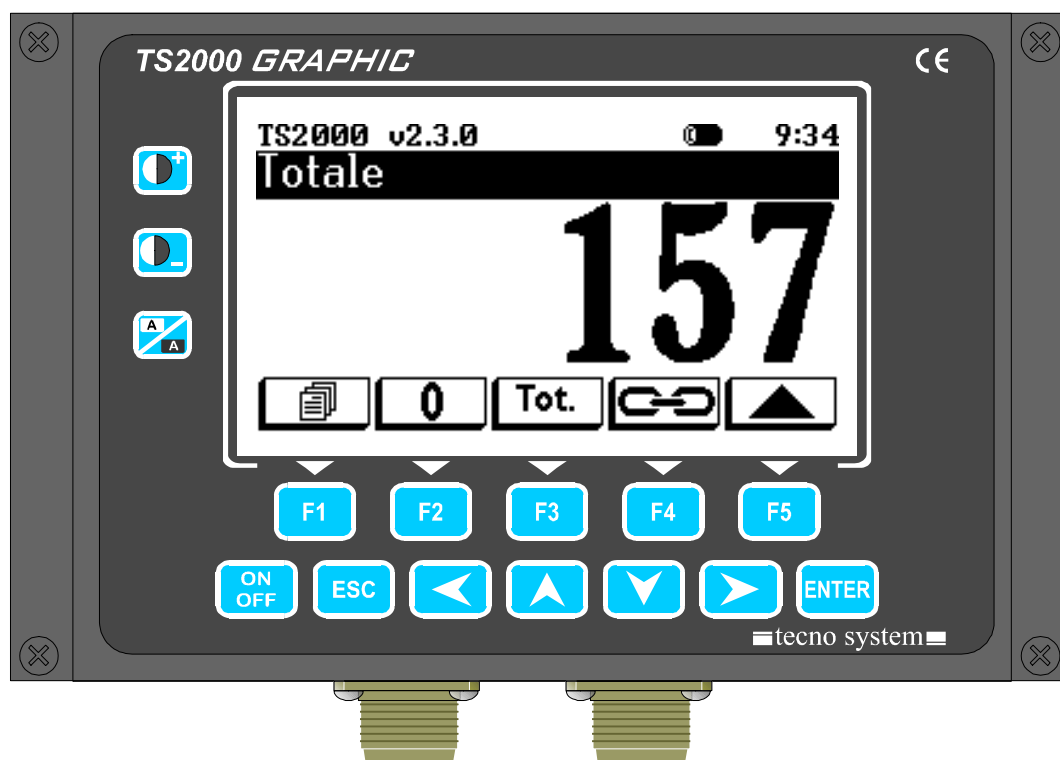 TS2000 GRAPHIC CE
TS2000 v2.3.0 9:34
Totale
157
A
A
0 Tot.
F1 F2 F3 F4 F5
ON OFF ESC ENTER
tecno system